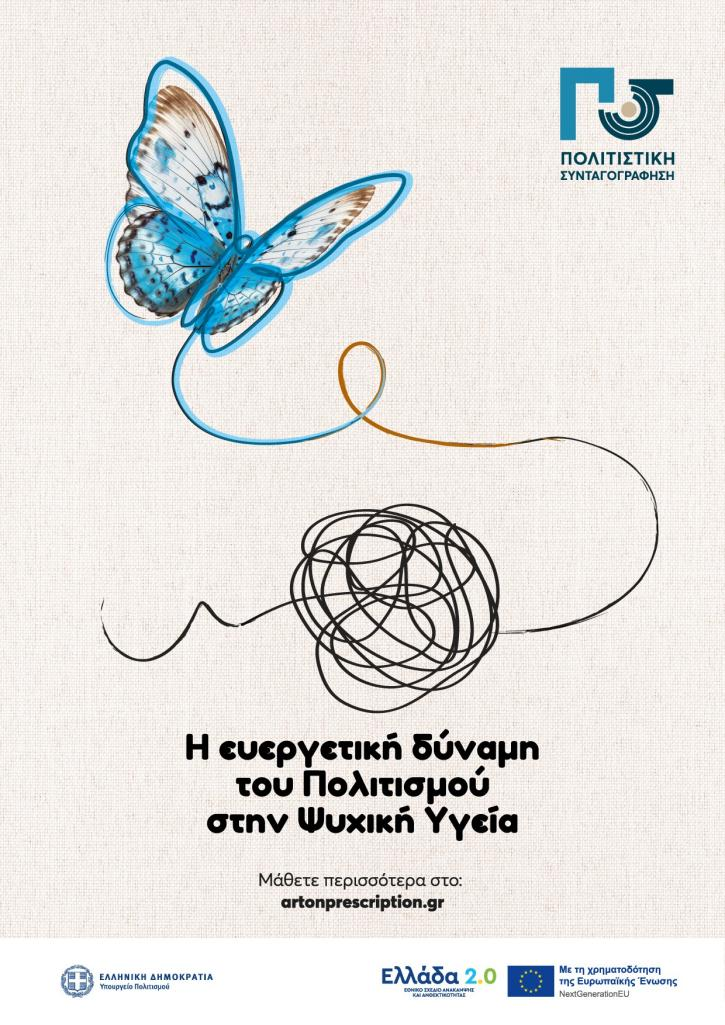 ΠΟΛΙΤΙΣΤΙΚΗ
ΣΥΝΤΑΓΟΓΡΑΦΗΣΗ
Η ευεργετική δύναμη
του Πολιτισμού
στην Ψυχική Υγεία
Μάθετε περισσότερα στο:
artonprescription.gr
ΕΛΛΗΝΙΚΗ ΔΗΜΟΚΡΑΤΙΑ
Υπουργείο Πολιτισμού
Ελλάδα 2.0
ΕΘΝΙΚΟ ΣΧΕΔΙΟ ΑΝΑΚΑΜΨΗΣ
ΚΑΙ ΑΝΘΕΚΤΙΚΟΤΗΤΑΣ
Με τη χρηματοδότηση
της Ευρωπαϊκής Ένωσης
NextGenerationEU